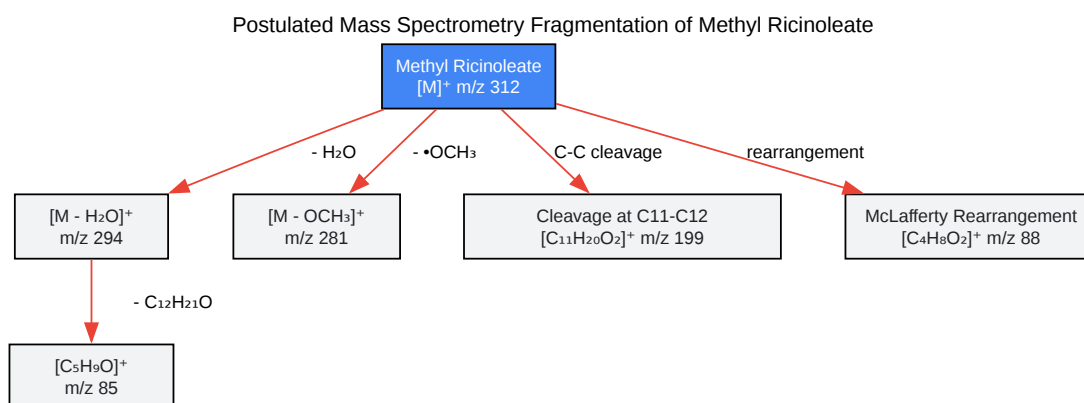 Postulated Mass Spectrometry Fragmentation of Methyl Ricinoleate
Methyl Ricinoleate
[M]⁺ m/z 312
- H₂O
- •OCH₃
C-C cleavage
rearrangement
[M - H₂O]⁺
m/z 294
[M - OCH₃]⁺
m/z 281
Cleavage at C11-C12
[C₁₁H₂₀O₂]⁺ m/z 199
McLafferty Rearrangement
[C₄H₈O₂]⁺ m/z 88
- C₁₂H₂₁O
[C₅H₉O]⁺
m/z 85